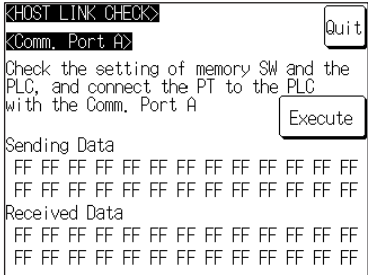 <HOST LINK CHECK>
Quit
<Comm. Port A>
Check the setting of memory SW and the
PLC, and connect the PT to the PLC
with the Comm. Port A
Execute
Sending Data
FF FF FF FF FF FF FF FF FF FF FF FF FF
FF FF FF FF FF FF FF FF FF FF FF FF FF
Received Data
FF FF FF FF FF FF FF FF FF FF FF FF FF
FF FF FF FF FF FF FF FF FF FF FF FF FF